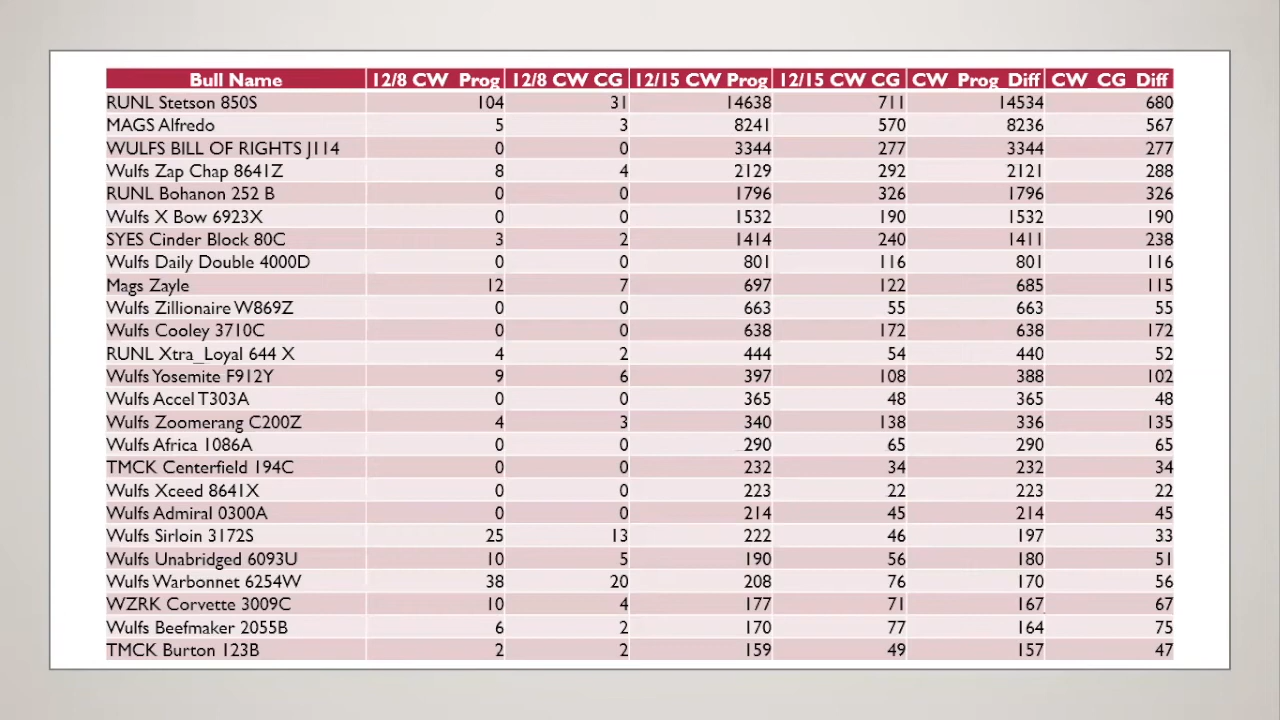 Bull Name 12/8 CW Prog 12/8 CW CG 12/15 CW Prog 12/15 CW CG CW Prog Diff CW CG Diff
RUNL Stetson 850S 104 31 14638 711 14534 680
MAGS Alfredo 5 3 8241 570 8236 567
WULFS BILL OF RIGHTS J114 0 0 3344 277 3344 277
Wulfs Zap Chap 8641Z 8 4 2129 292 2121 288
RUNL Bohanon 252 B 0 0 1796 326 1796 326
Wulfs X Bow 6923X 0 0 1532 190 1532 190
SYES Cinder Block 80C 3 2 1414 240 1411 238
Wulfs Daily Double 4000D 0 0 801 116 801 116
Mags Zayle 12 7 697 122 685 115
Wulfs Zillionaire W869Z 0 0 663 55 663 55
Wulfs Cooley 3710C 0 0 638 172 638 172
RUNL Xtra_Loyal 644 X 4 2 444 54 440 52
Wulfs Yosemite F912Y 9 6 397 108 388 102
Wulfs Accel T303A 0 0 365 48 365 48
Wulfs Zoomerang C200Z 4 3 340 138 336 135
Wulfs Africa 1086A 0 0 290 65 290 65
TMCK Centerfield 194C 0 0 232 34 232 34
Wulfs Xceed 8641X 0 0 223 22 223 22
Wulfs Admiral 0300A 0 0 214 45 214 45
Wulfs Sirloin 3172S 25 13 222 46 197 33
Wulfs Unabridged 6093U 10 5 190 56 180 51
Wulfs Warbonnet 6254W 38 20 208 76 170 56
WZRK Corvette 3009C 10 4 177 71 167 67
Wulfs Beefmaker 2055B 6 2 170 77 164 75
TMCK Burton 123B 2 2 159 49 157 47